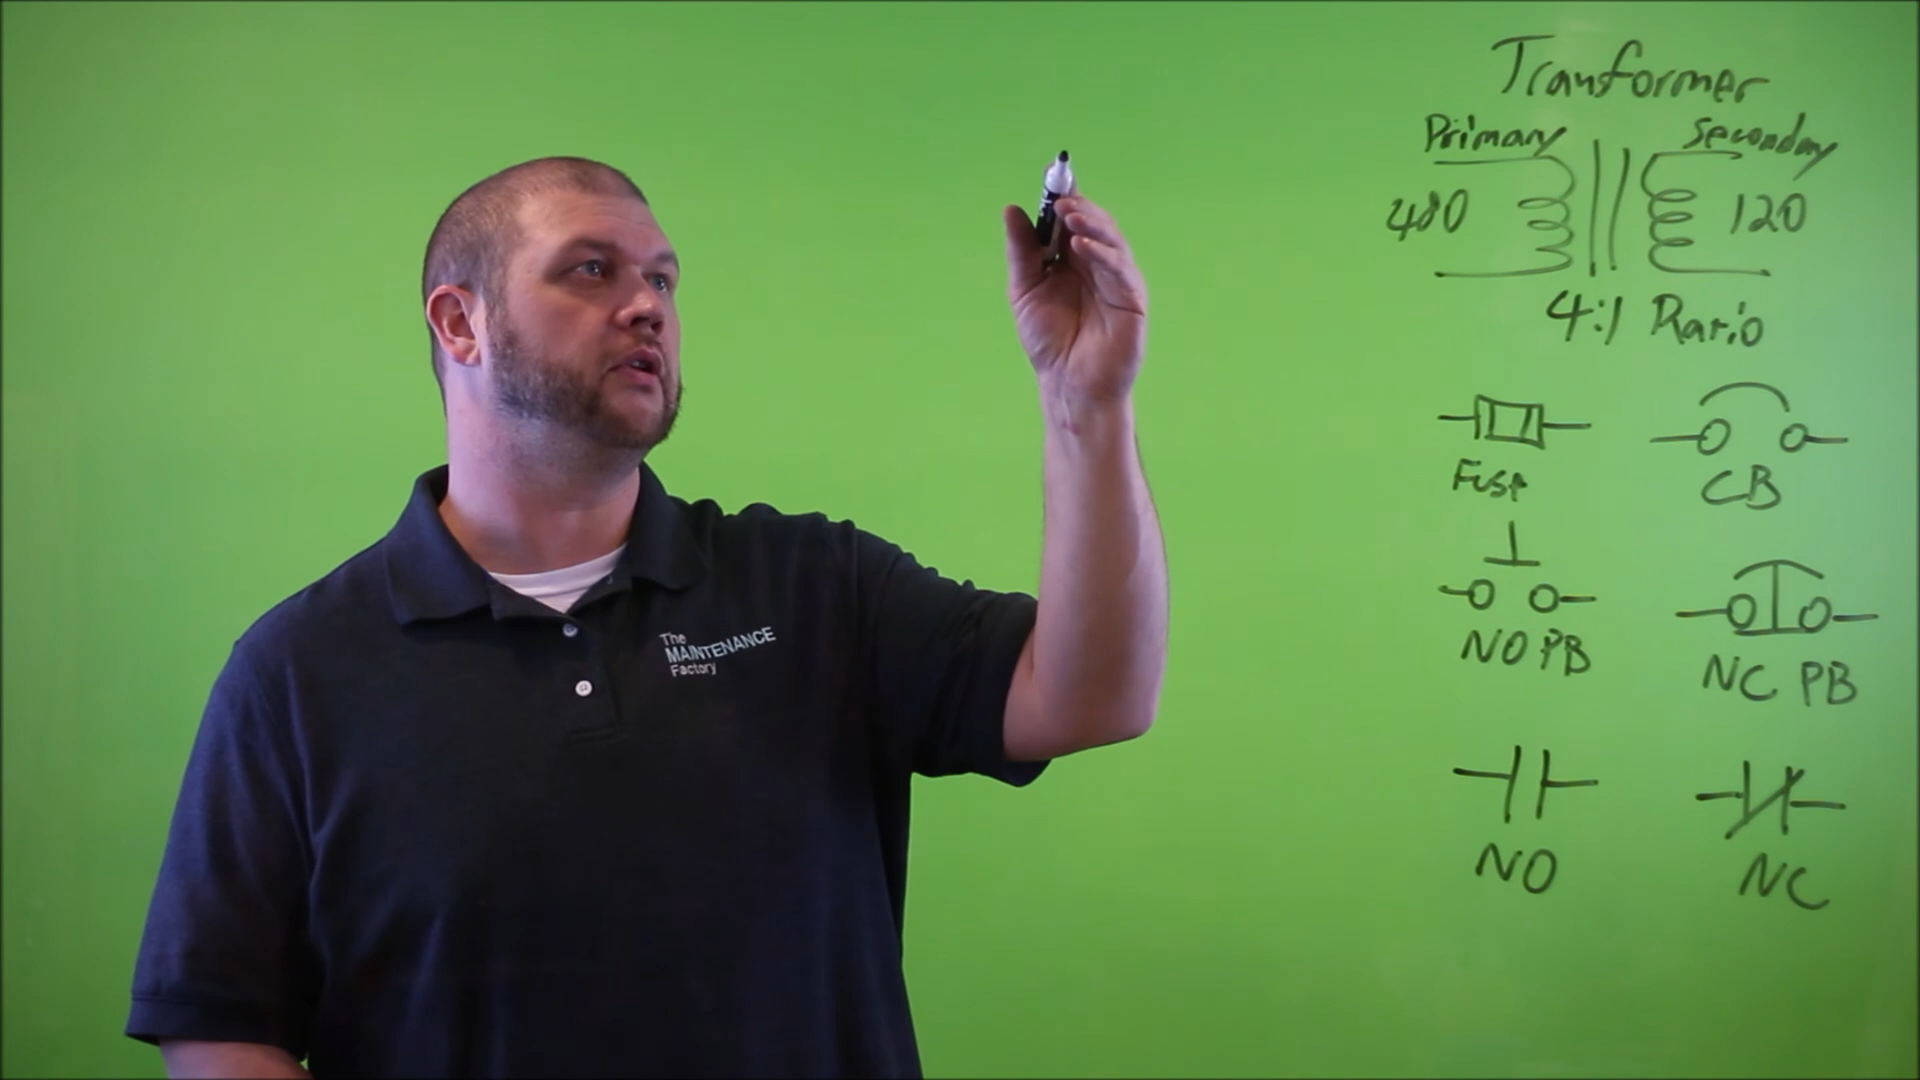 Transformer
Primary Secondary
480 120
4:1 Ratio
Fuse CB
NO PB NC PB
NO NC
The
MAINTENANCE
Factory